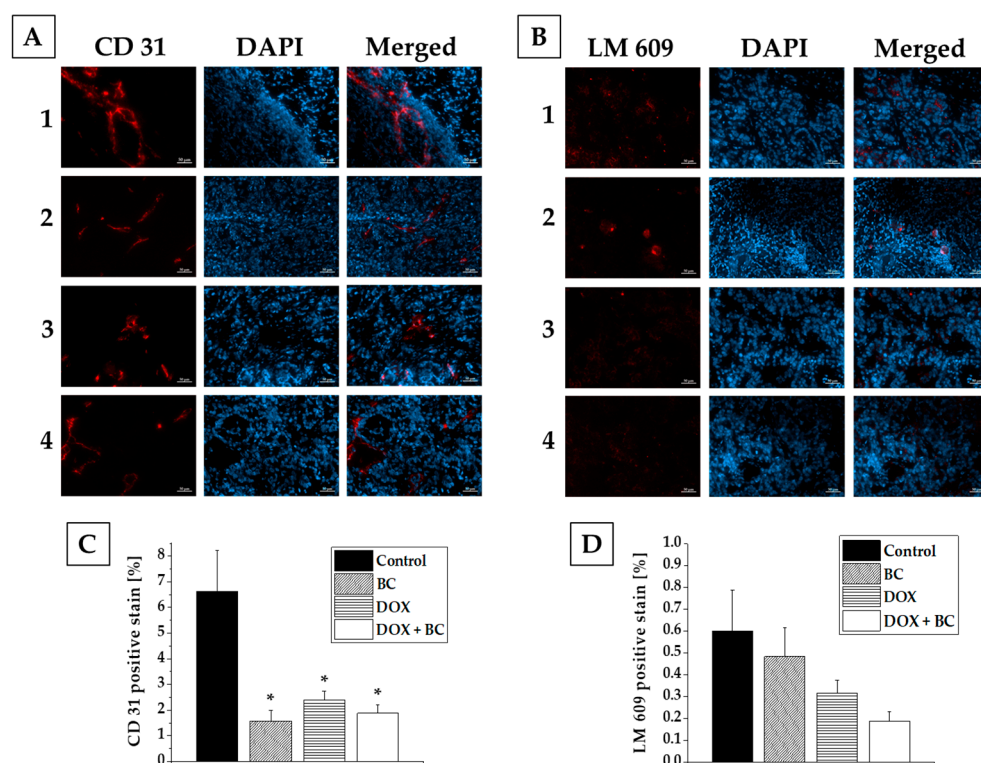 A
CD 31 DAPI Merged
1
2
3
4
B
LM 609 DAPI Merged
1
2
3
4
C
CD 31 positive stain [%]
8
7
6
5
4
3
2
1
0
* * *
Control
BC
DOX
DOX + BC
D
LM 609 positive stain [%]
1.0
0.9
0.8
0.7
0.6
0.5
0.4
0.3
0.2
0.1
0.0
Control
BC
DOX
DOX + BC